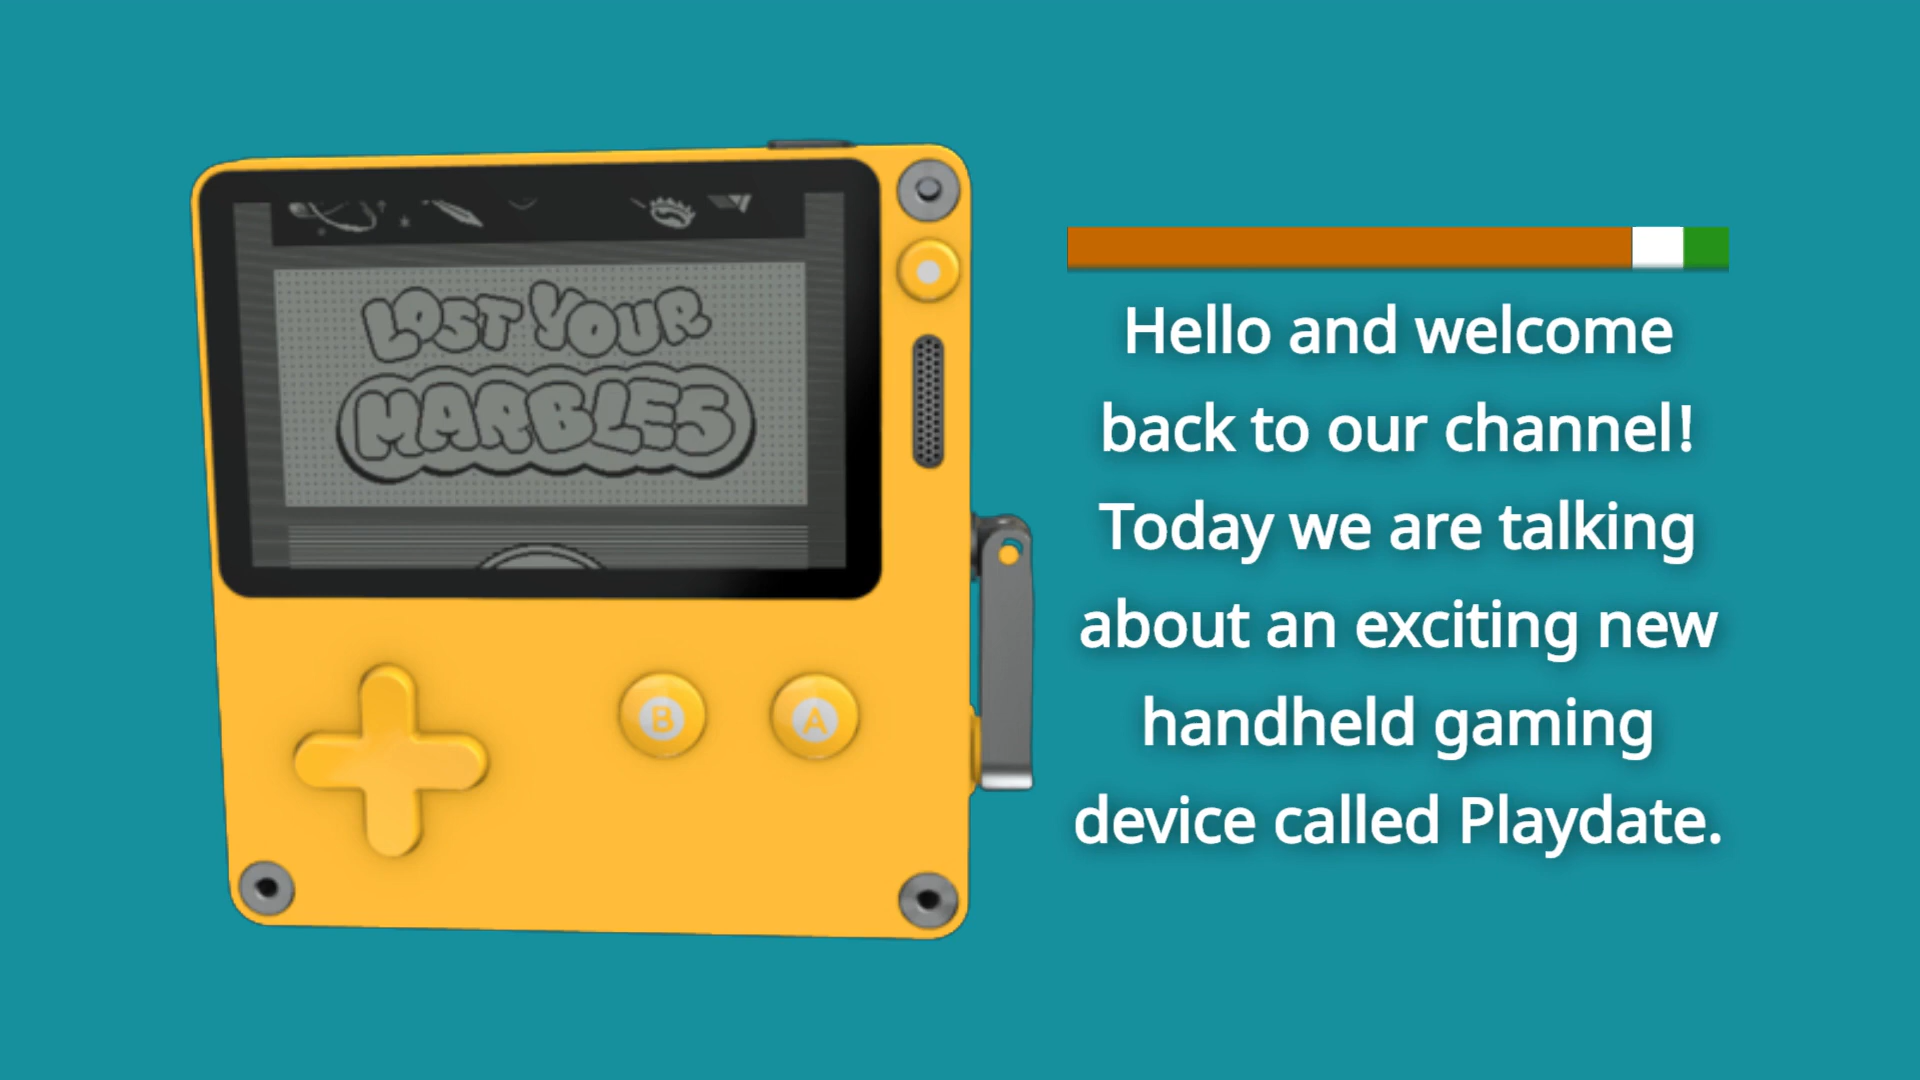 LOST YOUR
MARBLES
B
A
Hello and welcome
back to our channel!
Today we are talking
about an exciting new
handheld gaming
device called Playdate.